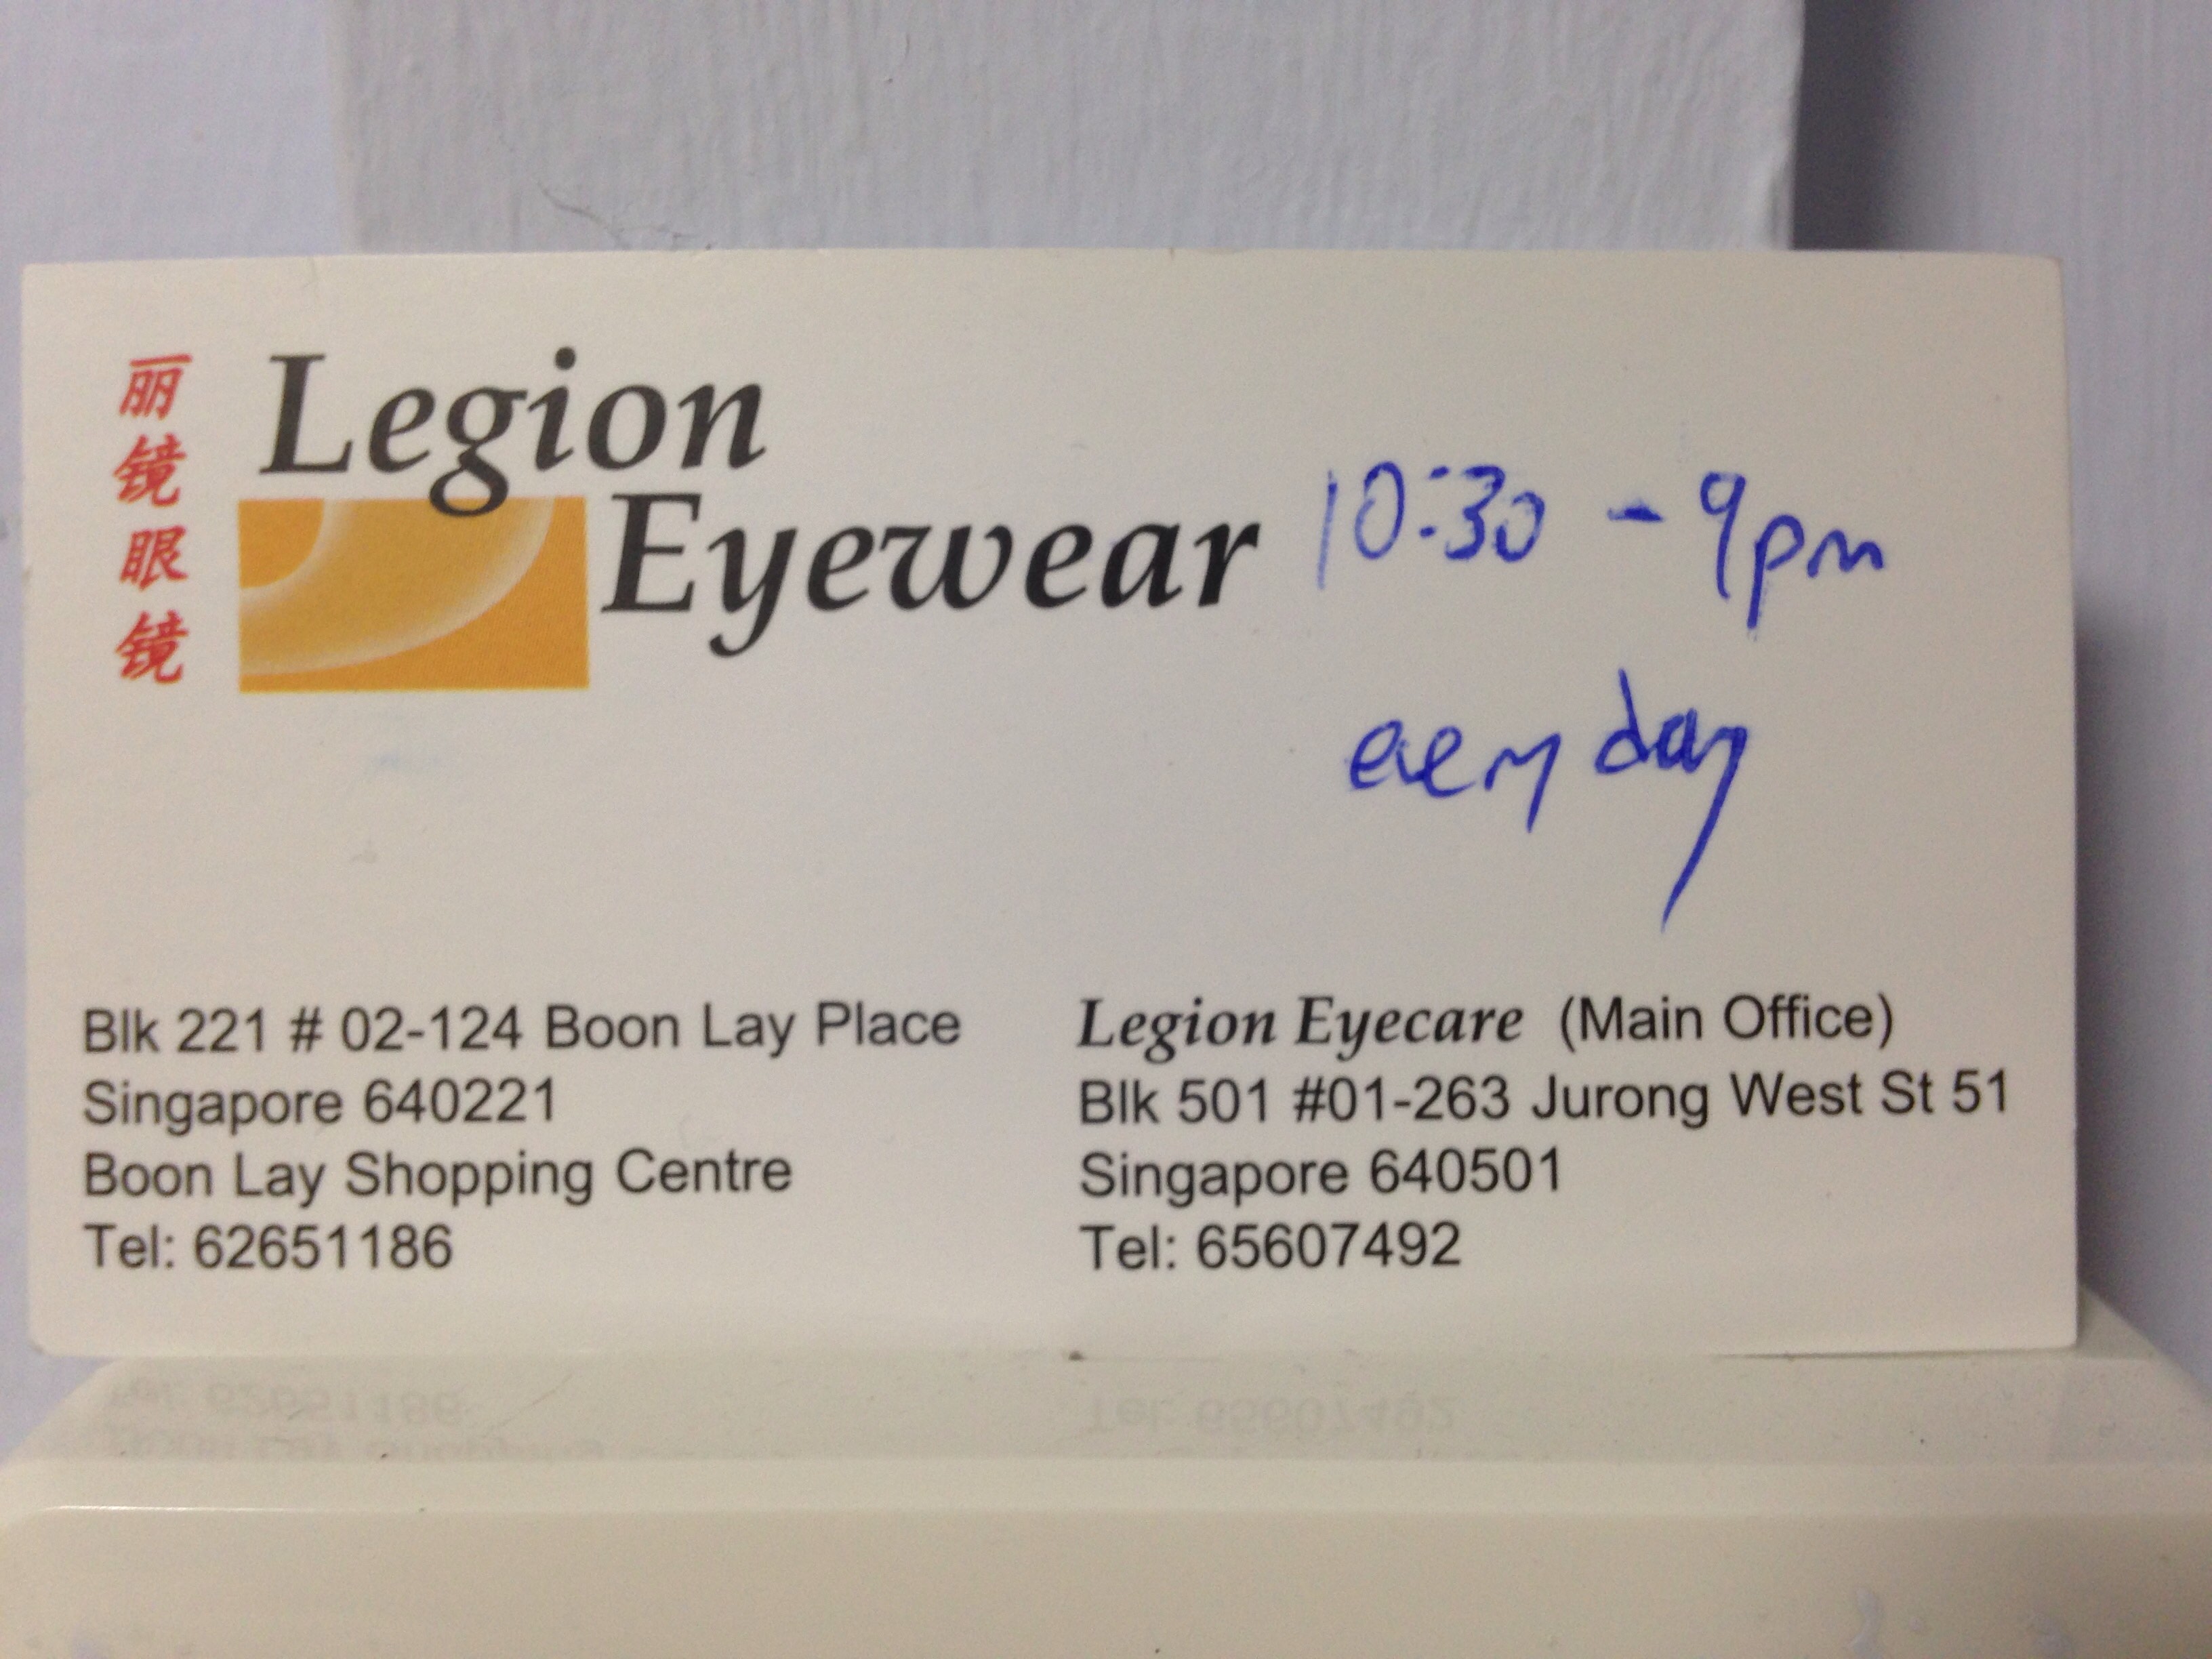 丽镜眼镜
Legion
Eyewear
10:30 - 9pm
every day
Blk 221 # 02-124 Boon Lay Place
Singapore 640221
Boon Lay Shopping Centre
Tel: 62651186
Legion Eyecare (Main Office)
Blk 501 #01-263 Jurong West St 51
Singapore 640501
Tel: 65607492